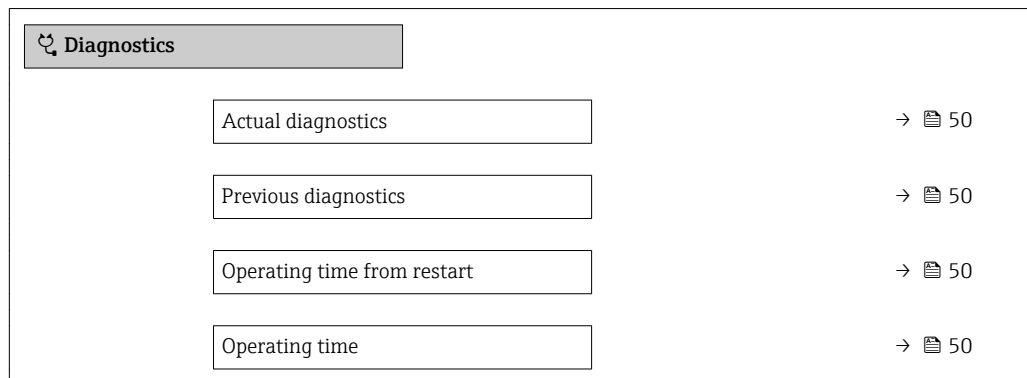 Diagnostics
Actual diagnostics → 50
Previous diagnostics → 50
Operating time from restart → 50
Operating time → 50